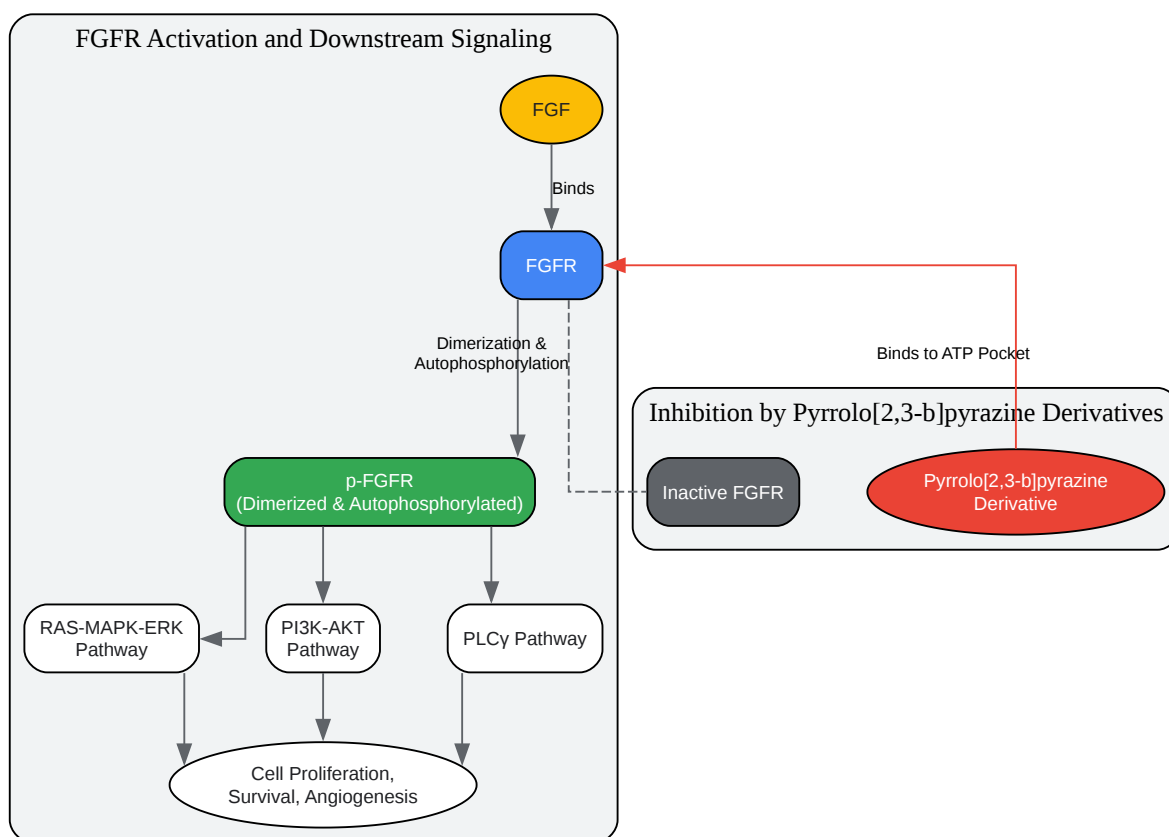 FGFR Activation and Downstream Signaling
FGF
Binds
FGFR
Dimerization &
Autophosphorylation
Binds to ATP Pocket
Inhibition by Pyrrolo[2,3-b]pyrazine Derivatives
p-FGFR
(Dimerized & Autophosphorylated)
Inactive FGFR
Pyrrolo[2,3-b]pyrazine
Derivative
RAS-MAPK-ERK
Pathway
PI3K-AKT
Pathway
PLCγ Pathway
Cell Proliferation,
Survival, Angiogenesis